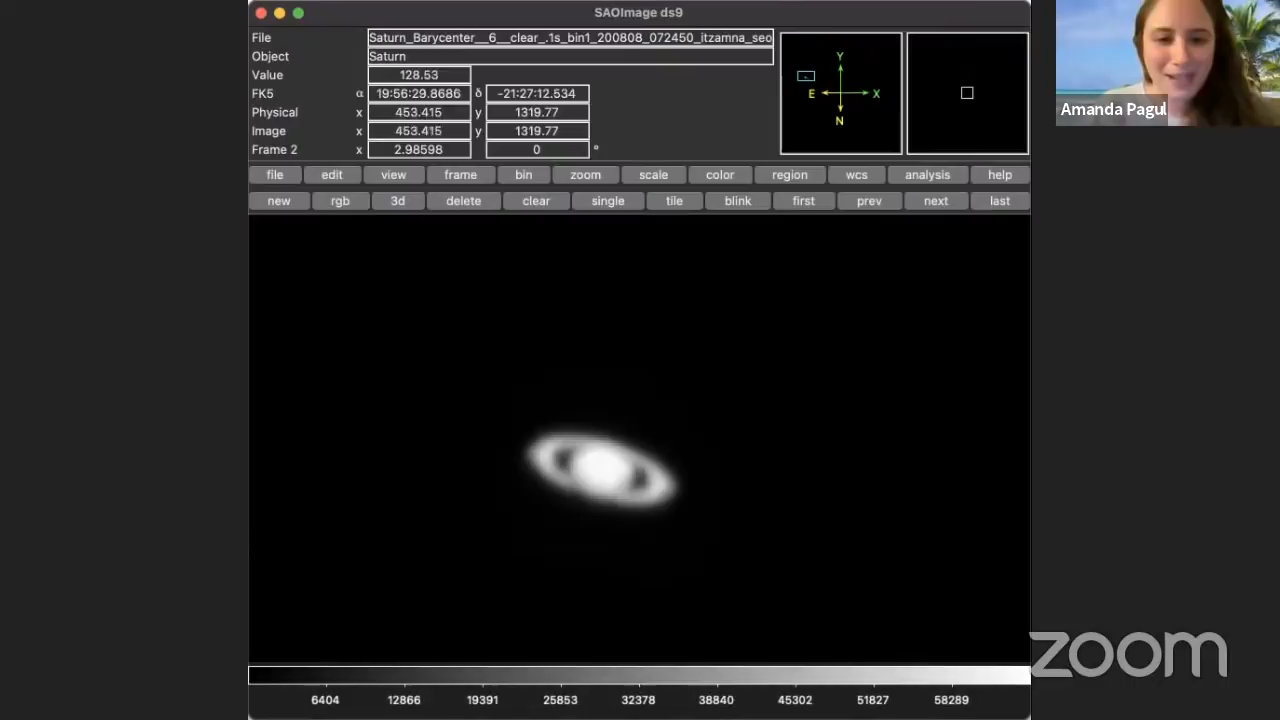 SAOImage ds9
File Saturn_Barycenter__6__clear_.1s_bin1_200808_072450_itzamna_seo
Object Saturn
Value 128.53
FK5 α 19:56:29.8686 δ -21:27:12.534
Physical x 453.415 y 1319.77
Image x 453.415 y 1319.77
Frame 2 x 2.98598 0 °
Y
E X
N
Amanda Pagul
file edit view frame bin zoom scale color region wcs analysis help
new rgb 3d delete clear single tile blink first prev next last
zoom
6404 12866 19391 25853 32378 38840 45302 51827 58289